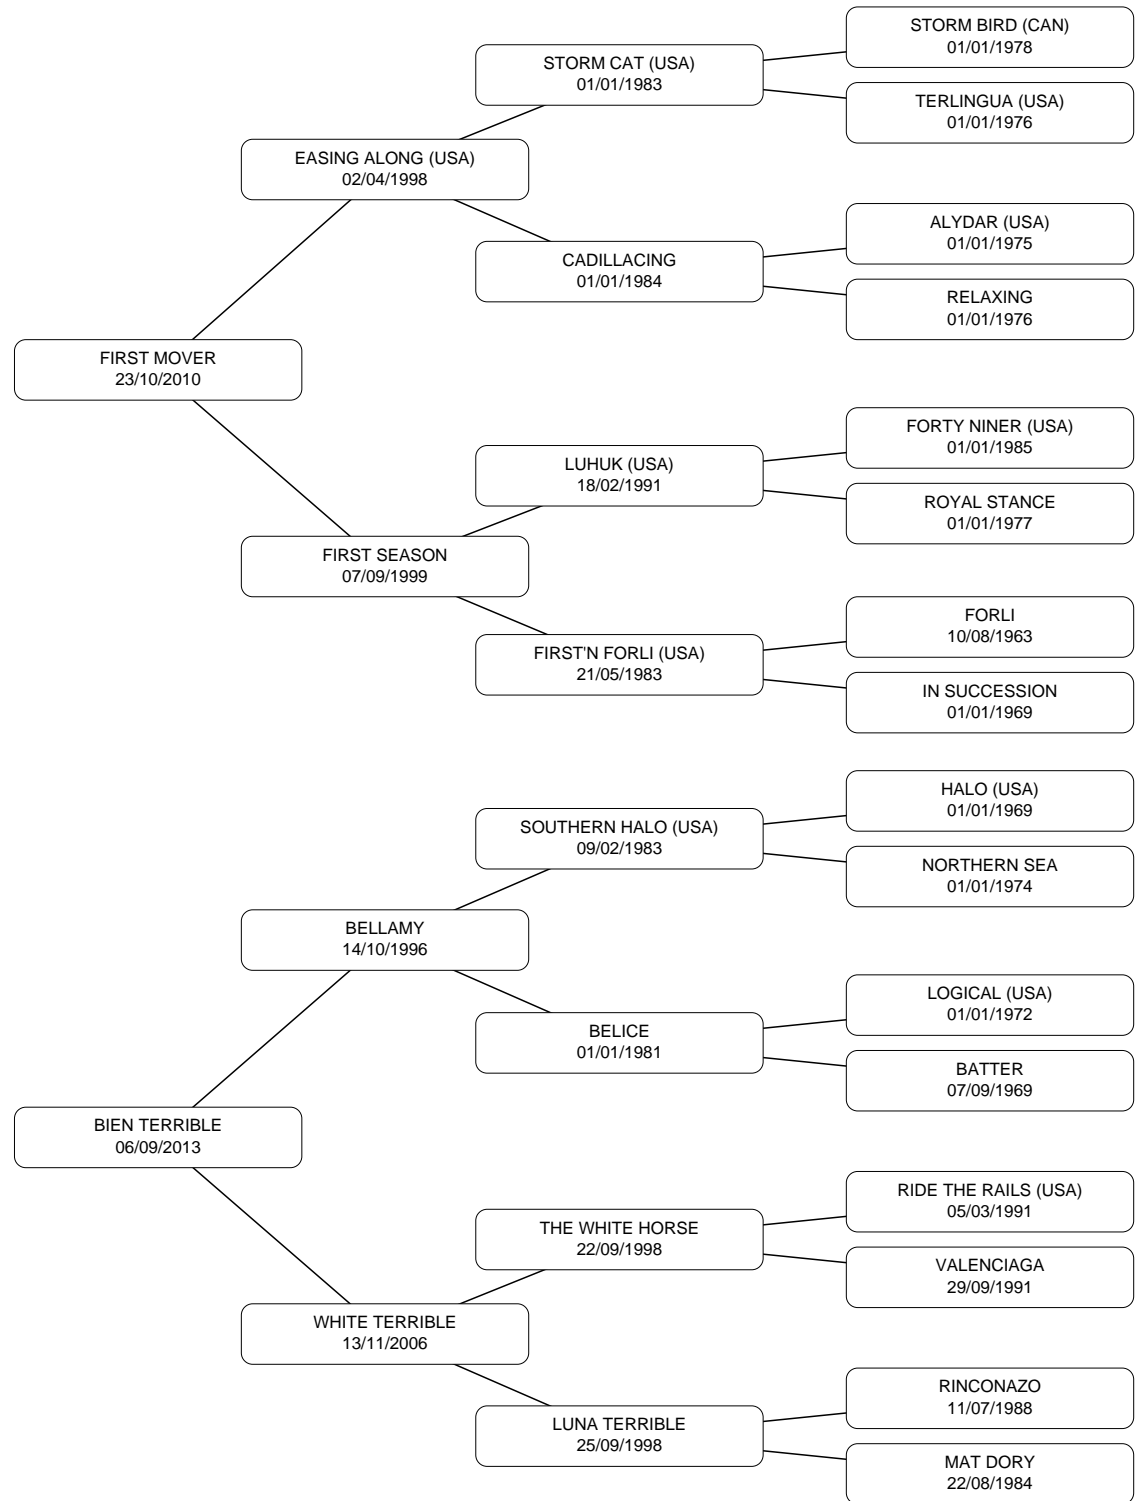 STORM BIRD (CAN)
01/01/1978
STORM CAT (USA)
01/01/1983
TERLINGUA (USA)
01/01/1976
EASING ALONG (USA)
02/04/1998
ALYDAR (USA)
01/01/1975
CADILLACING
01/01/1984
RELAXING
01/01/1976
FIRST MOVER
23/10/2010
FORTY NINER (USA)
01/01/1985
LUHUK (USA)
18/02/1991
ROYAL STANCE
01/01/1977
FIRST SEASON
07/09/1999
FORLI
10/08/1963
FIRST'N FORLI (USA)
21/05/1983
IN SUCCESSION
01/01/1969
HALO (USA)
01/01/1969
SOUTHERN HALO (USA)
09/02/1983
NORTHERN SEA
01/01/1974
BELLAMY
14/10/1996
LOGICAL (USA)
01/01/1972
BELICE
01/01/1981
BATTER
07/09/1969
BIEN TERRIBLE
06/09/2013
RIDE THE RAILS (USA)
05/03/1991
THE WHITE HORSE
22/09/1998
VALENCIAGA
29/09/1991
WHITE TERRIBLE
13/11/2006
RINCONAZO
11/07/1988
LUNA TERRIBLE
25/09/1998
MAT DORY
22/08/1984